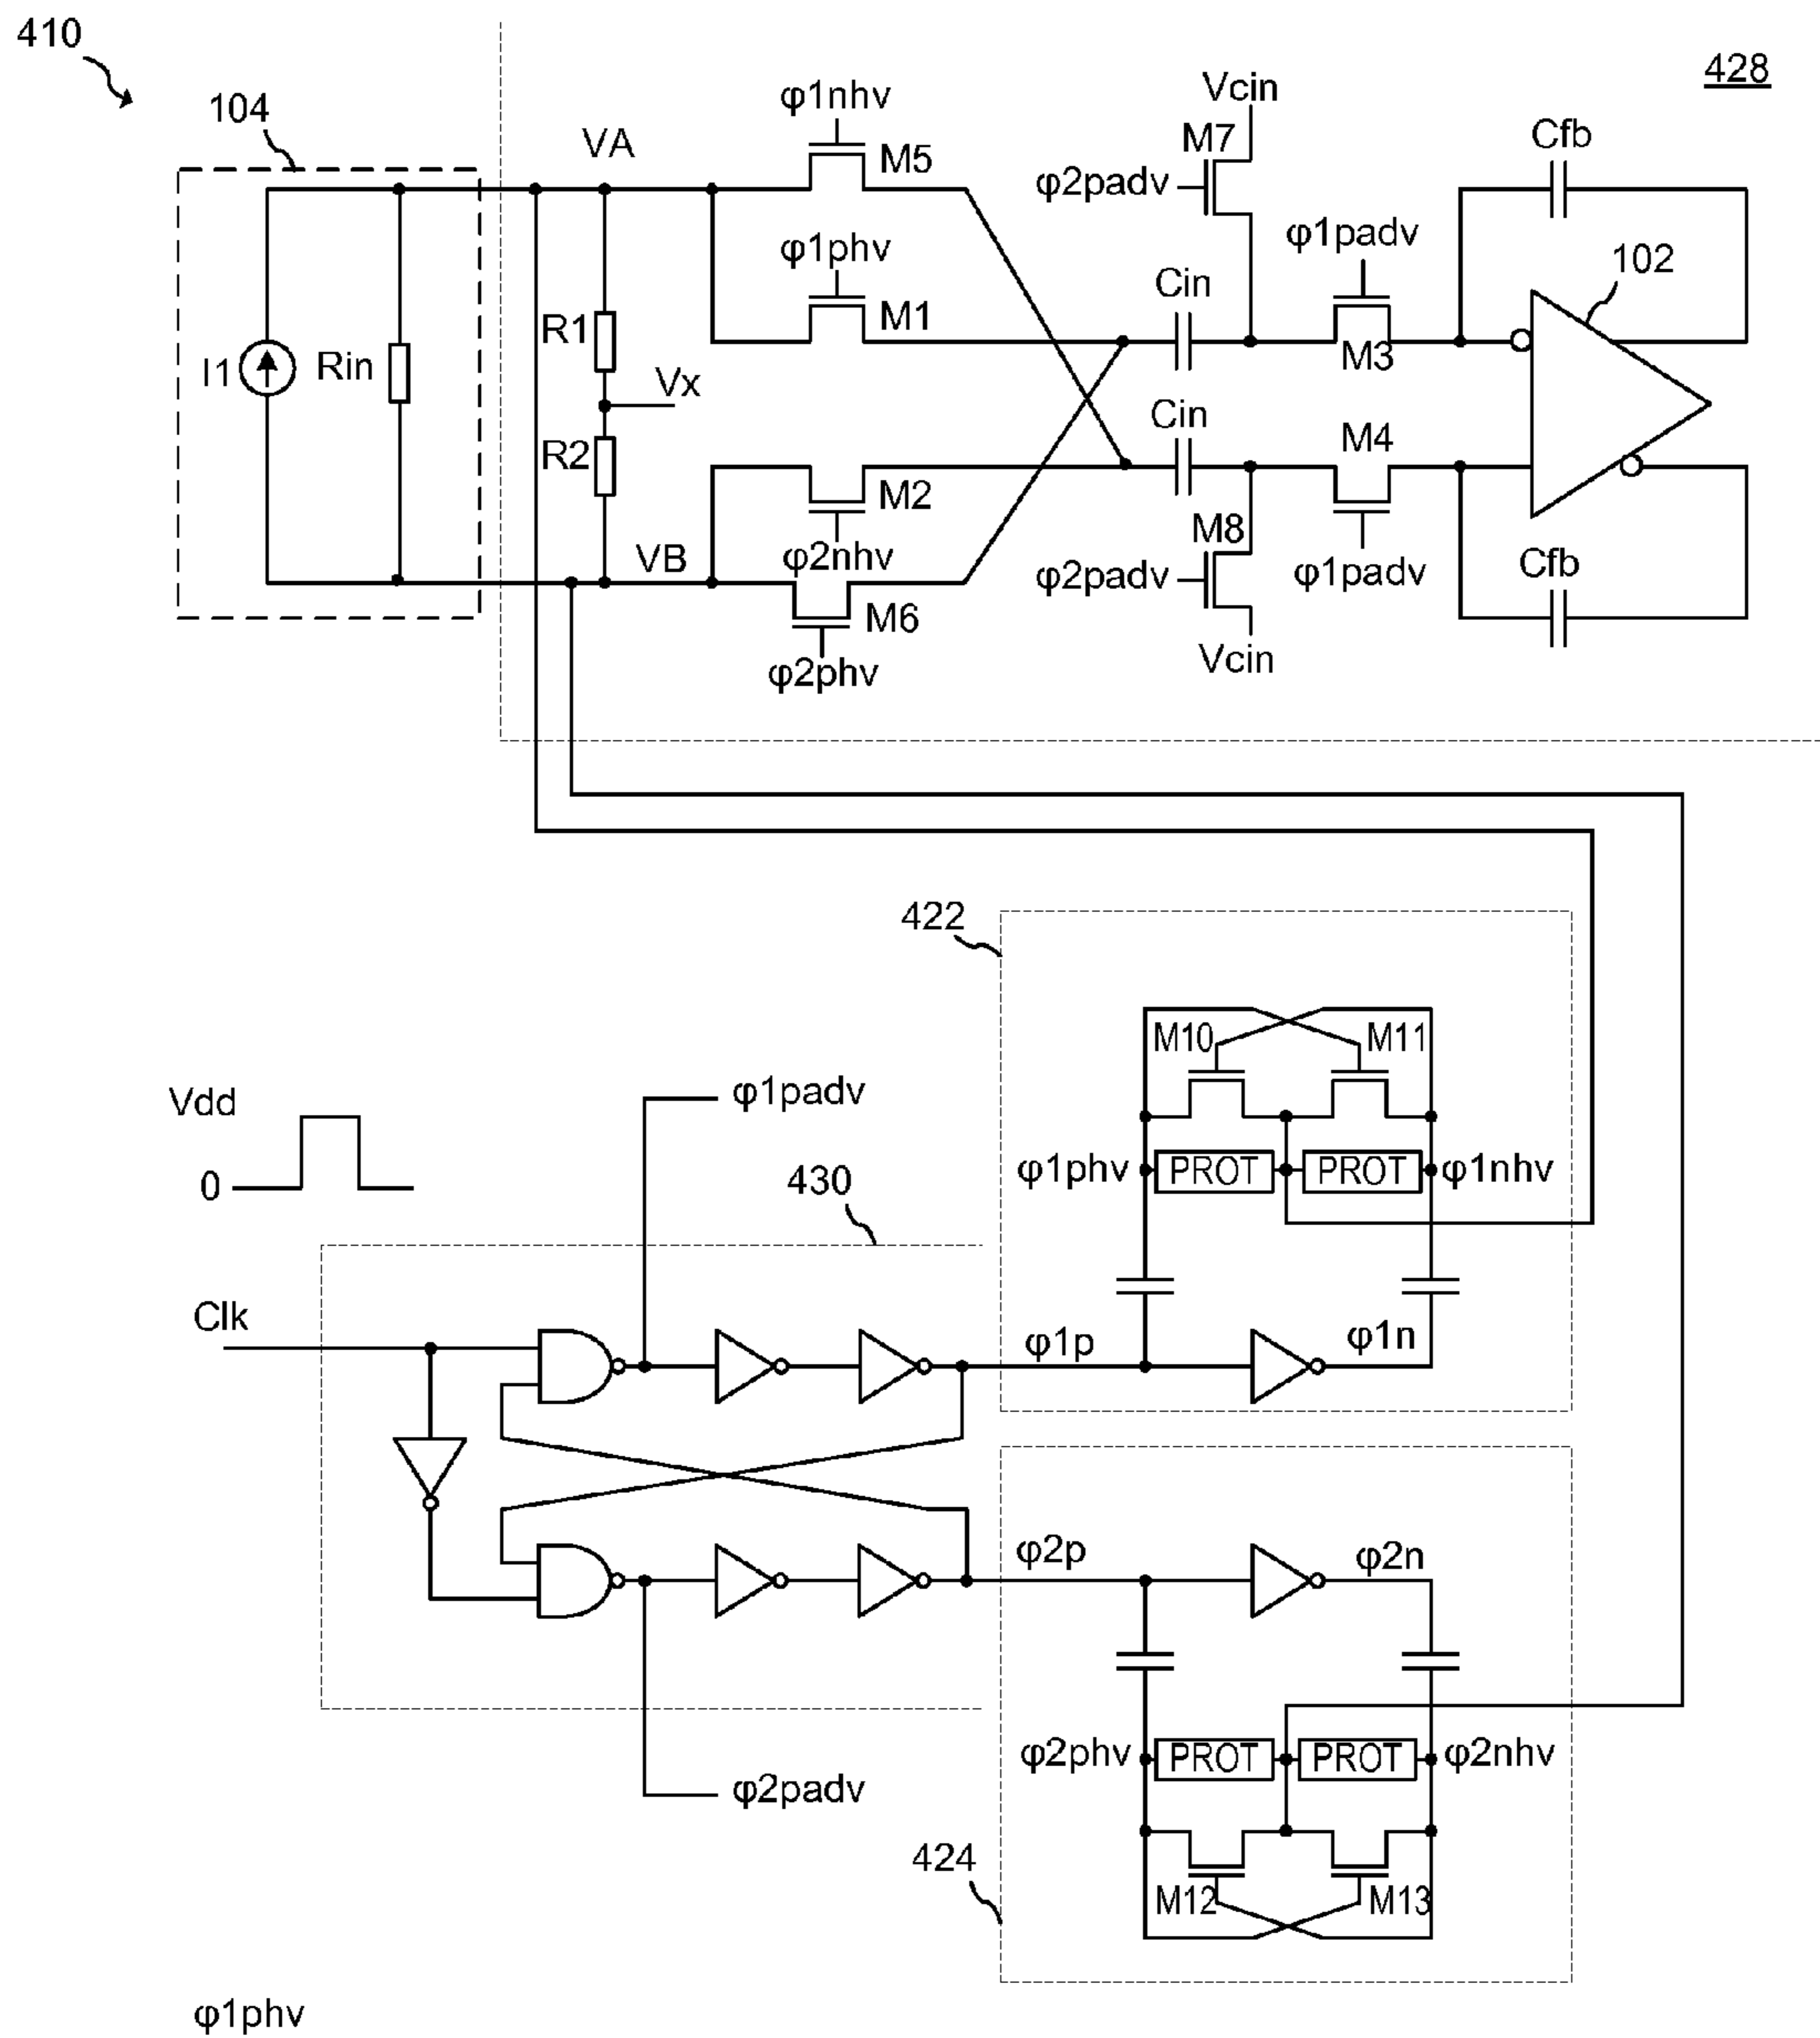 410
428
104
φ1nhv
Vcin
VA
M5
M7
Cfb
φ2padv
φ1padv
φ1phv
102
Cin
M1
R1
M3
I1
Rin
Vx
Cin
M4
R2
M2
M8
VB
φ2nhv
φ2padv
φ1padv
Cfb
M6
Vcin
φ2phv
422
M10
M11
Vdd
φ1padv
φ1phv
PROT
PROT
φ1nhv
0
430
Clk
φ1p
φ1n
φ2p
φ2n
φ2phv
PROT
PROT
φ2nhv
φ2padv
424
M12
M13
φ1phv